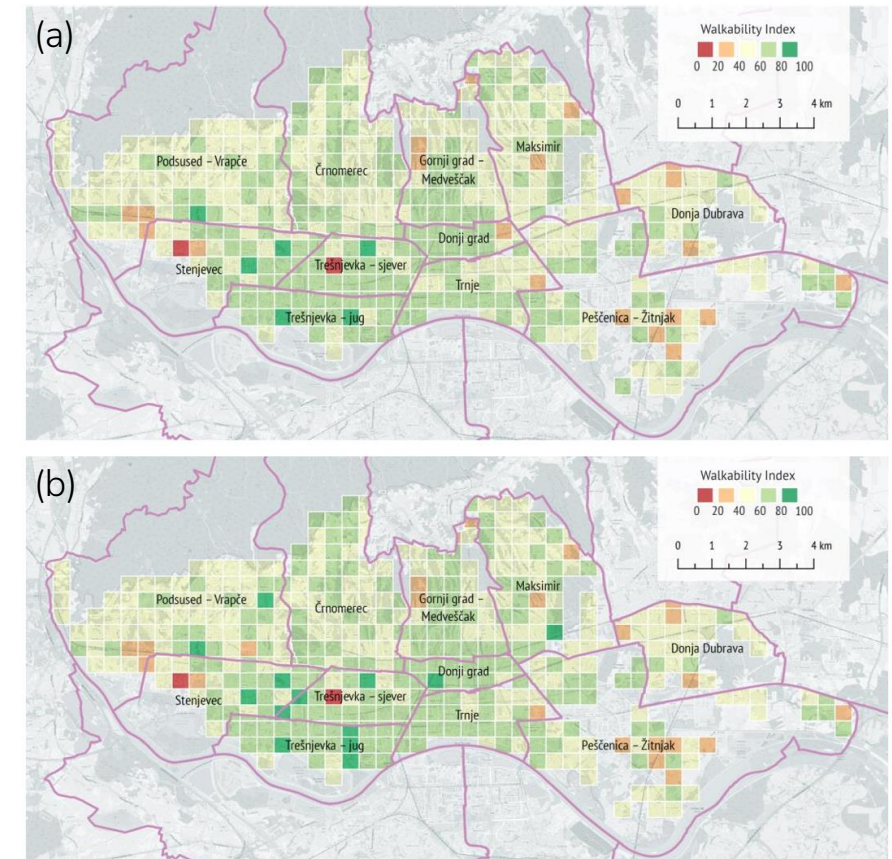 (a)
Walkability Index
0 20 40 60 80 100
0 1 2 3 4 km
Podsused – Vrapče
Črnomerec
Gornji grad –
Medveščak
Maksimir
Donja Dubrava
Donji grad
Stenjevec
Trešnjevka – sjever
Trnje
Trešnjevka – jug
Peščenica – Žitnjak
(b)
Walkability Index
0 20 40 60 80 100
0 1 2 3 4 km
Podsused – Vrapče
Črnomerec
Gornji grad –
Medveščak
Maksimir
Donja Dubrava
Donji grad
Stenjevec
Trešnjevka – sjever
Trnje
Trešnjevka – jug
Peščenica – Žitnjak